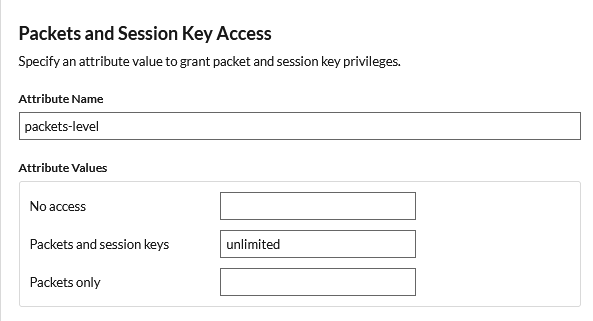 Packets and Session Key Access
Specify an attribute value to grant packet and session key privileges.
Attribute Name
packets-level
Attribute Values
No access
Packets and session keys
unlimited
Packets only